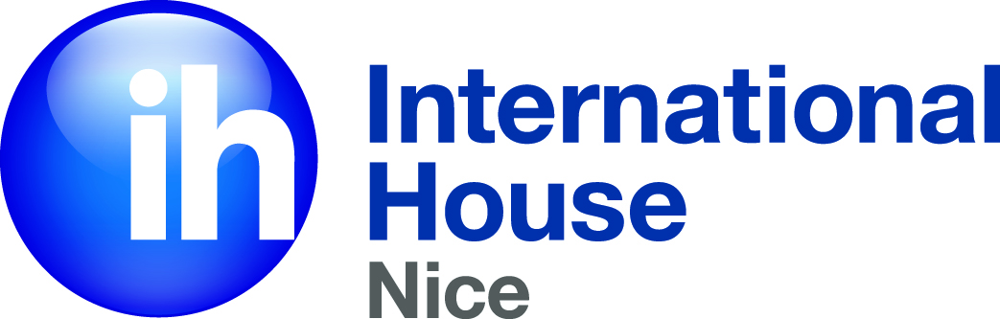 ih
International
House
Nice